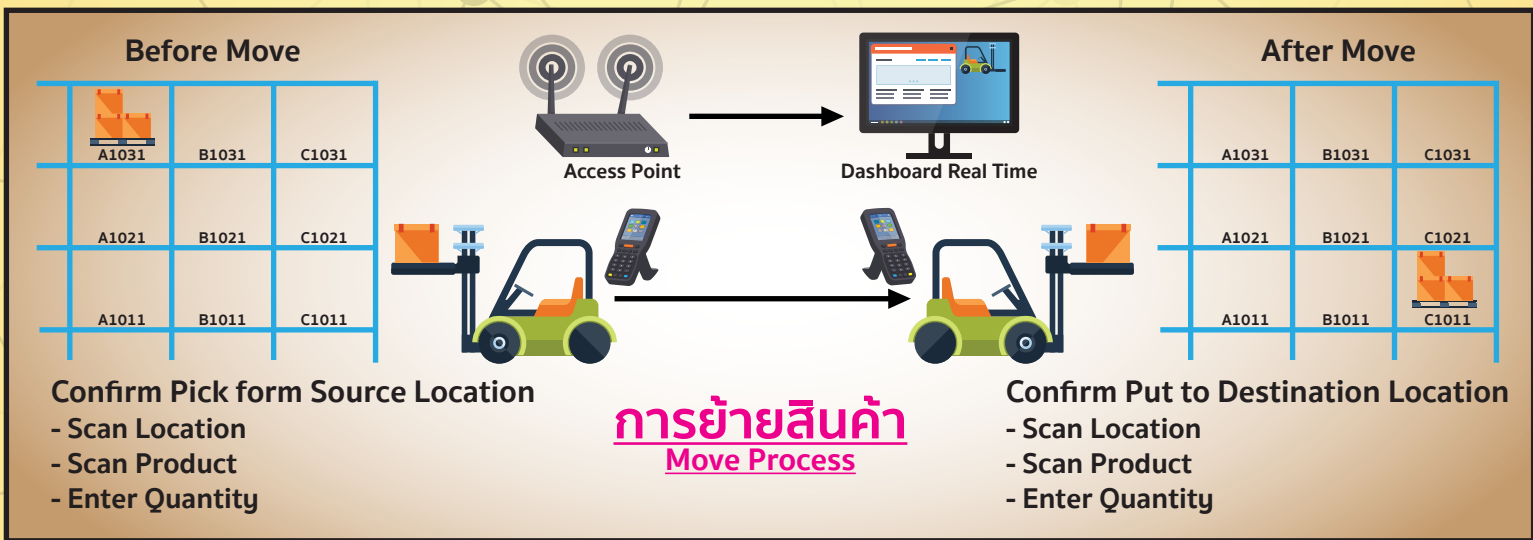 Before Move
A1031
B1031
C1031
A1021
B1021
C1021
A1011
B1011
C1011
Access Point
Dashboard Real Time
After Move
A1031
B1031
C1031
A1021
B1021
C1021
A1011
B1011
C1011
Confirm Pick form Source Location
- Scan Location
- Scan Product
- Enter Quantity
การย้ายสินค้า
Move Process
Confirm Put to Destination Location
- Scan Location
- Scan Product
- Enter Quantity